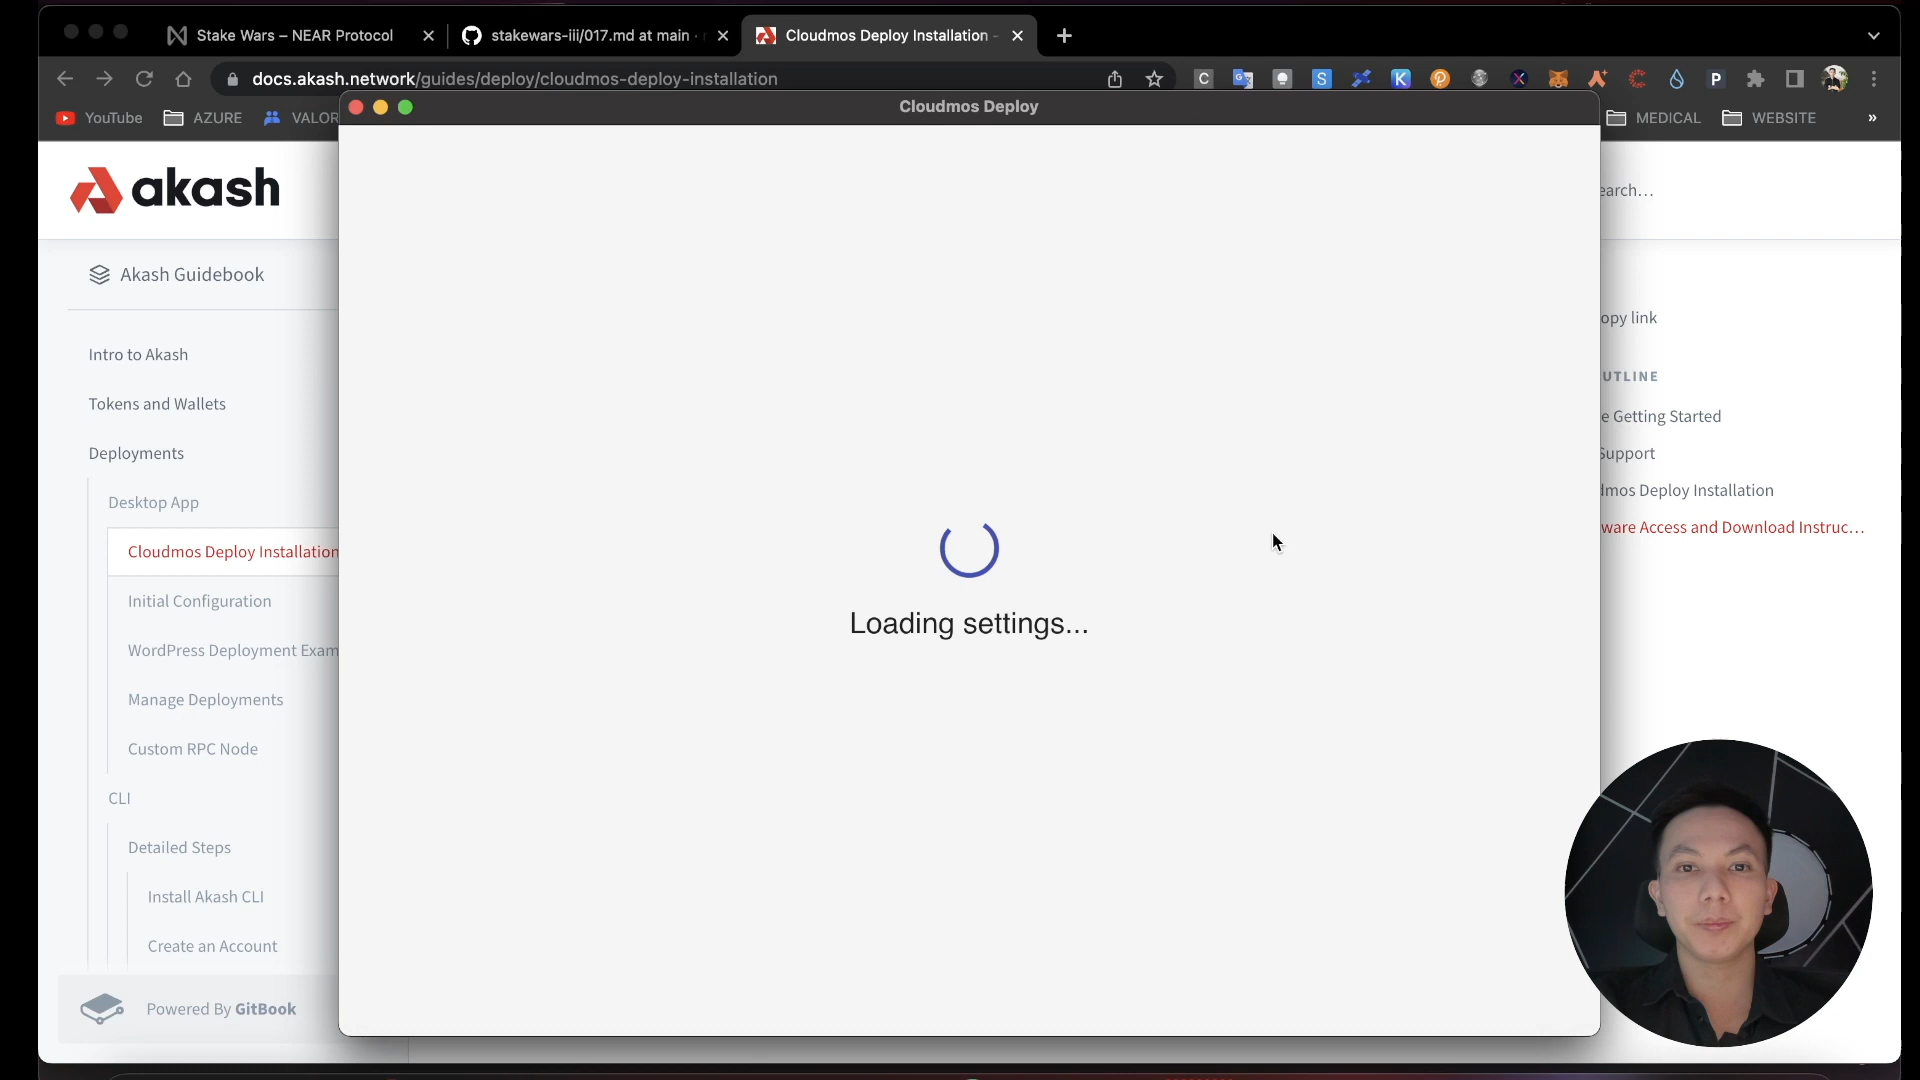 Stake Wars – NEAR Protocol
stakewars-iii/017.md at main ·
Cloudmos Deploy Installation -
docs.akash.network/guides/deploy/cloudmos-deploy-installation
YouTube
AZURE
VALOR
Cloudmos Deploy
MEDICAL
WEBSITE
»
akash
earch...
Akash Guidebook
opy link
Intro to Akash
UTLINE
Tokens and Wallets
e Getting Started
Deployments
Support
Desktop App
dmos Deploy Installation
Cloudmos Deploy Installation
ware Access and Download Instruc...
Initial Configuration
Loading settings...
WordPress Deployment Exam
Manage Deployments
Custom RPC Node
CLI
Detailed Steps
Install Akash CLI
Create an Account
Powered By GitBook